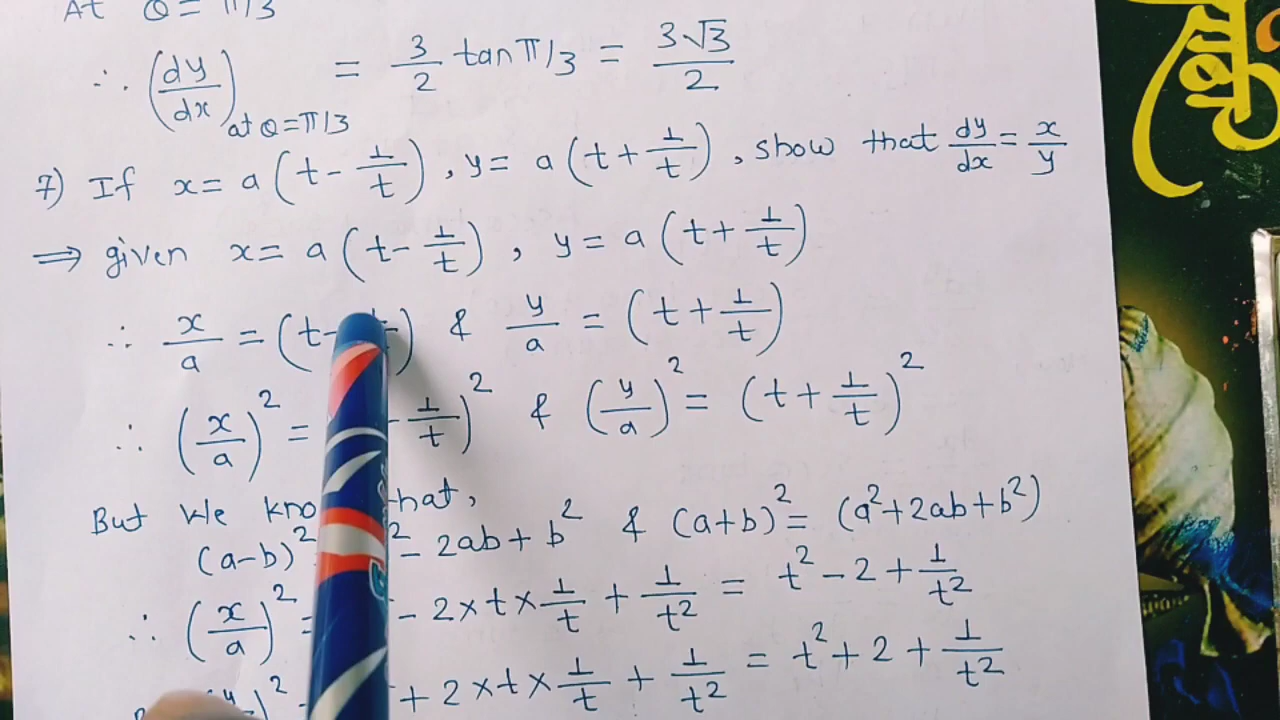 At θ = π/3
∴ (dy/dx) at θ=π/3 = 3/2 tan π/3 = 3√3/2
7) If x = a(t - 1/t), y = a(t + 1/t), show that dy/dx = x/y
⇒ given x = a(t - 1/t), y = a(t + 1/t)
∴ x/a = (t - ) & y/a = (t + 1/t)
∴ (x/a)² = - 1/t)² & (y/a)² = (t + 1/t)²
But We
(a-b)² ² - 2ab + b² & (a+b)² = (a²+2ab+b²)
∴ (x/a)² = - 2×t×1/t + 1/t² = t² - 2 + 1/t²
)² + 2×t×1/t + 1/t² = t² + 2 + 1/t²